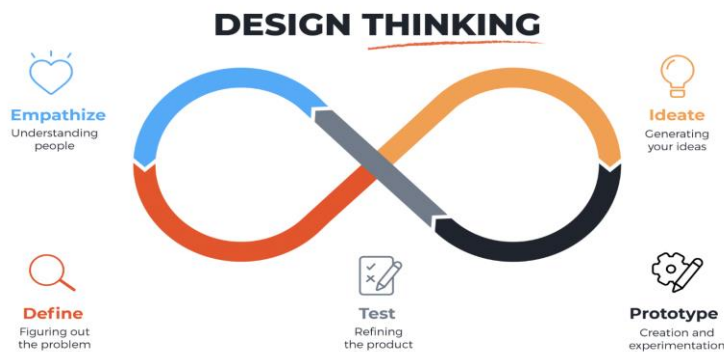 DESIGN THINKING
Empathize
Understanding
people
Ideate
Generating
your ideas
Define
Figuring out
the problem
Test
Refining
the product
Prototype
Creation and
experimentation